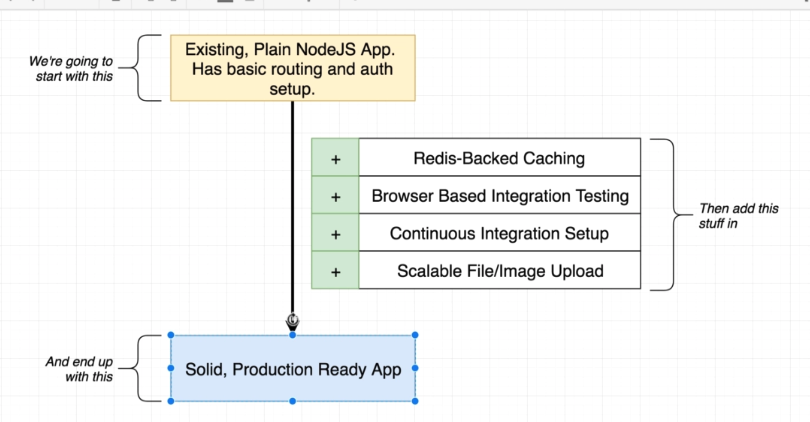 We're going to
start with this
Existing, Plain NodeJS App.
Has basic routing and auth
setup.
+ Redis-Backed Caching
+ Browser Based Integration Testing
+ Continuous Integration Setup
+ Scalable File/Image Upload
Then add this
stuff in
And end up
with this
Solid, Production Ready App